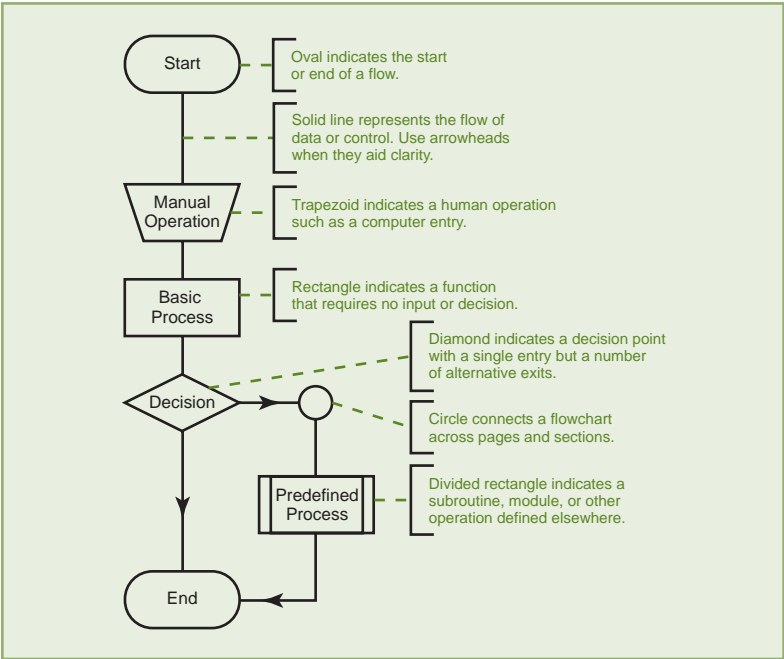 Start
Oval indicates the start
or end of a flow.
Solid line represents the flow of
data or control. Use arrowheads
when they aid clarity.
Manual
Operation
Trapezoid indicates a human operation
such as a computer entry.
Basic
Process
Rectangle indicates a function
that requires no input or decision.
Diamond indicates a decision point
with a single entry but a number
of alternative exits.
Decision
Circle connects a flowchart
across pages and sections.
Predefined
Process
Divided rectangle indicates a
subroutine, module, or other
operation defined elsewhere.
End